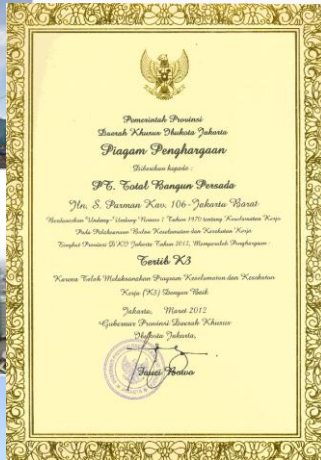 Pemerintah Provinsi
Daerah Khusus Ibukota Jakarta
Piagam Penghargaan
Diberikan kepada :
PT. Total Bangun Persada
Jln. S. Parman Kav. 106-Jakarta Barat
Berdasarkan Undang-Undang Nomor 1 Tahun 1970 tentang Keselamatan Kerja
Pada Pelaksanaan Bulan Keselamatan dan Kesehatan Kerja
Tingkat Provinsi DKI Jakarta Tahun 2012, Memperoleh Penghargaan :
Tertib K3
Karena Telah Melaksanakan Program Keselamatan dan Kesehatan
Kerja (K3) Dengan Baik
Jakarta, Maret 2012
Gubernur Provinsi Daerah Khusus
Ibukota Jakarta,
Fauzi Bowo